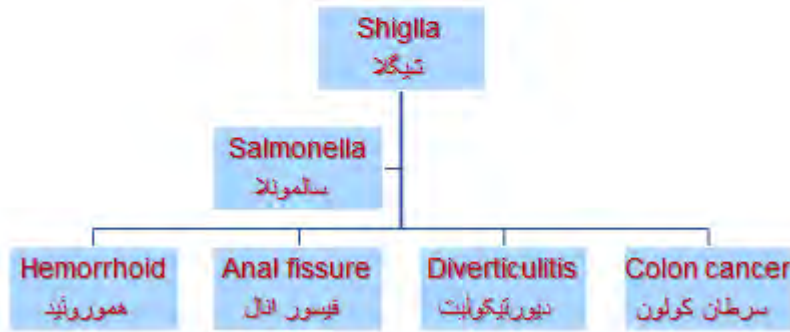 Shiglla
شیگلا
Salmonella
سالمونلا
Hemorrhoid
هموروئید
Anal fissure
فیسور انال
Diverticulitis
دیورتیکولیت
Colon cancer
سرطان کولون